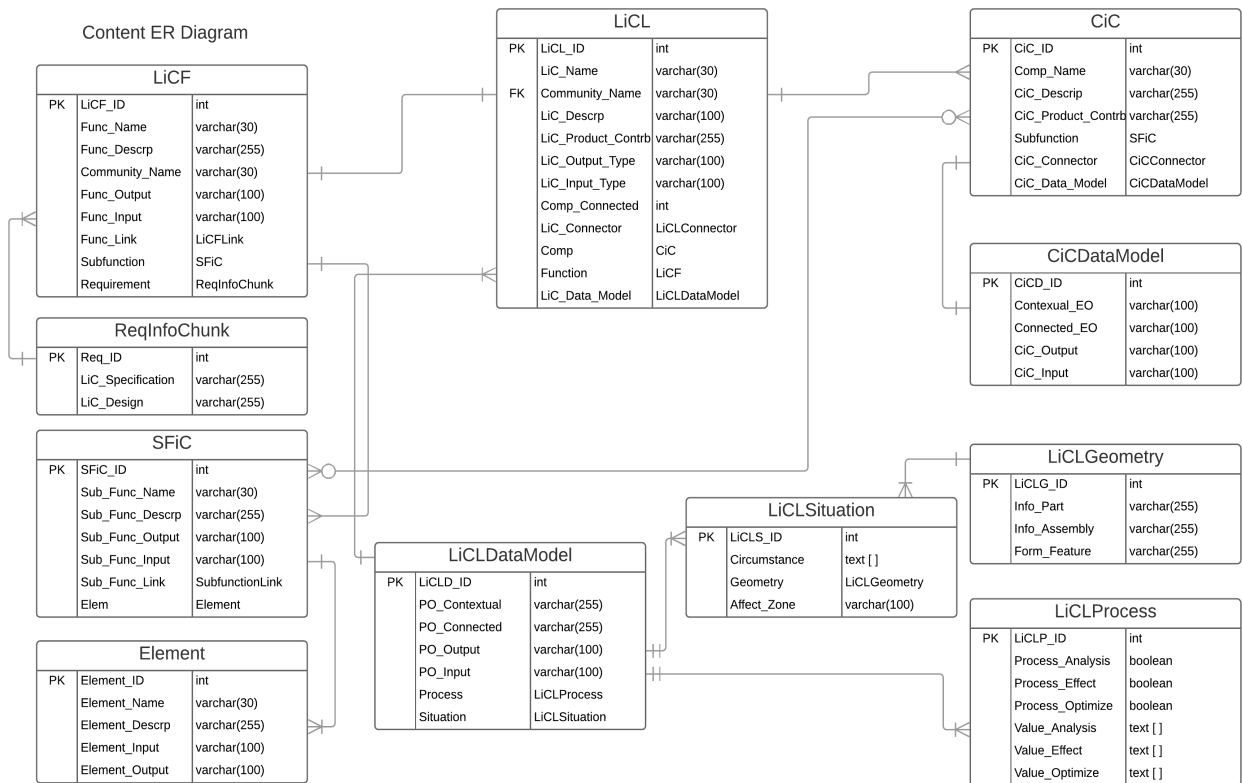 Content ER Diagram
LiCF
PK LiCF_ID int
Func_Name varchar(30)
Func_Descrp varchar(255)
Community_Name varchar(30)
Func_Output varchar(100)
Func_Input varchar(100)
Func_Link LiCFLink
Subfunction SFiC
Requirement ReqInfoChunk
ReqInfoChunk
PK Req_ID int
LiC_Specification varchar(255)
LiC_Design varchar(255)
SFiC
PK SFiC_ID int
Sub_Func_Name varchar(30)
Sub_Func_Descrp varchar(255)
Sub_Func_Output varchar(100)
Sub_Func_Input varchar(100)
Sub_Func_Link SubfunctionLink
Elem Element
Element
PK Element_ID int
Element_Name varchar(30)
Element_Descrp varchar(255)
Element_Input varchar(100)
Element_Output varchar(100)
LiCL
PK LiCL_ID int
LiC_Name varchar(30)
FK Community_Name varchar(30)
LiC_Descrp varchar(100)
LiC_Product_Contrb varchar(255)
LiC_Output_Type varchar(100)
LiC_Input_Type varchar(100)
Comp_Connected int
LiC_Connector LiCLConnector
Comp CiC
Function LiCF
LiC_Data_Model LiCLDataModel
LiCLDataModel
PK LiCLD_ID int
PO_Contextual varchar(255)
PO_Connected varchar(255)
PO_Output varchar(100)
PO_Input varchar(100)
Process LiCLProcess
Situation LiCLSituation
LiCLSituation
PK LiCLS_ID int
Circumstance text [ ]
Geometry LiCLGeometry
Affect_Zone varchar(100)
CiC
PK CiC_ID int
Comp_Name varchar(30)
CiC_Descrip varchar(255)
CiC_Product_Contrb varchar(255)
Subfunction SFiC
CiC_Connector CiCConnector
CiC_Data_Model CiCDataModel
CiCDataModel
PK CiCD_ID int
Contexual_EO varchar(100)
Connected_EO varchar(100)
CiC_Output varchar(100)
CiC_Input varchar(100)
LiCLGeometry
PK LiCLG_ID int
Info_Part varchar(255)
Info_Assembly varchar(255)
Form_Feature varchar(255)
LiCLProcess
PK LiCLP_ID int
Process_Analysis boolean
Process_Effect boolean
Process_Optimize boolean
Value_Analysis text [ ]
Value_Effect text [ ]
Value_Optimize text [ ]